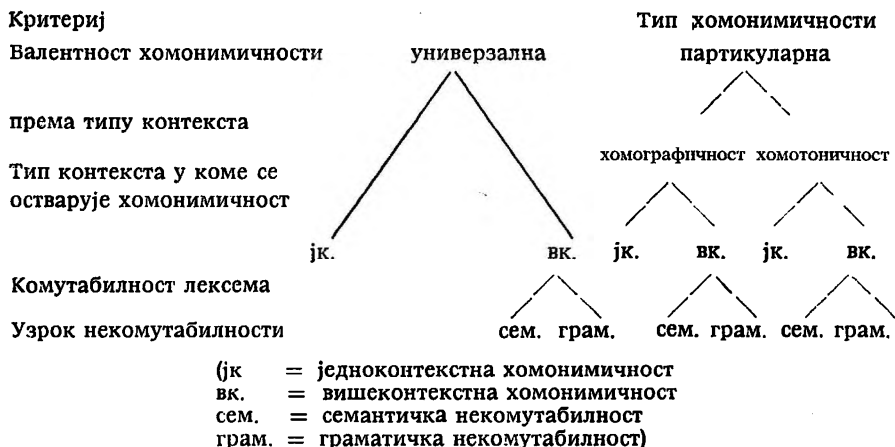 Критериј Тип хомонимичности
Валентност хомонимичности универзална партикуларна
према типу контекста
хомографичност хомотоничност
Тип контекста у коме се
остварује хомонимичност
јк. вк. јк. вк. јк. вк.
Комутабилност лексема
Узрок некомутабилности сем. грам. сем. грам. сем. грам.
(јк = једноконтекстна хомонимичност
вк. = вишеконтекстна хомонимичност
сем. = семантичка некомутабилност
грам. = граматичка некомутабилност)